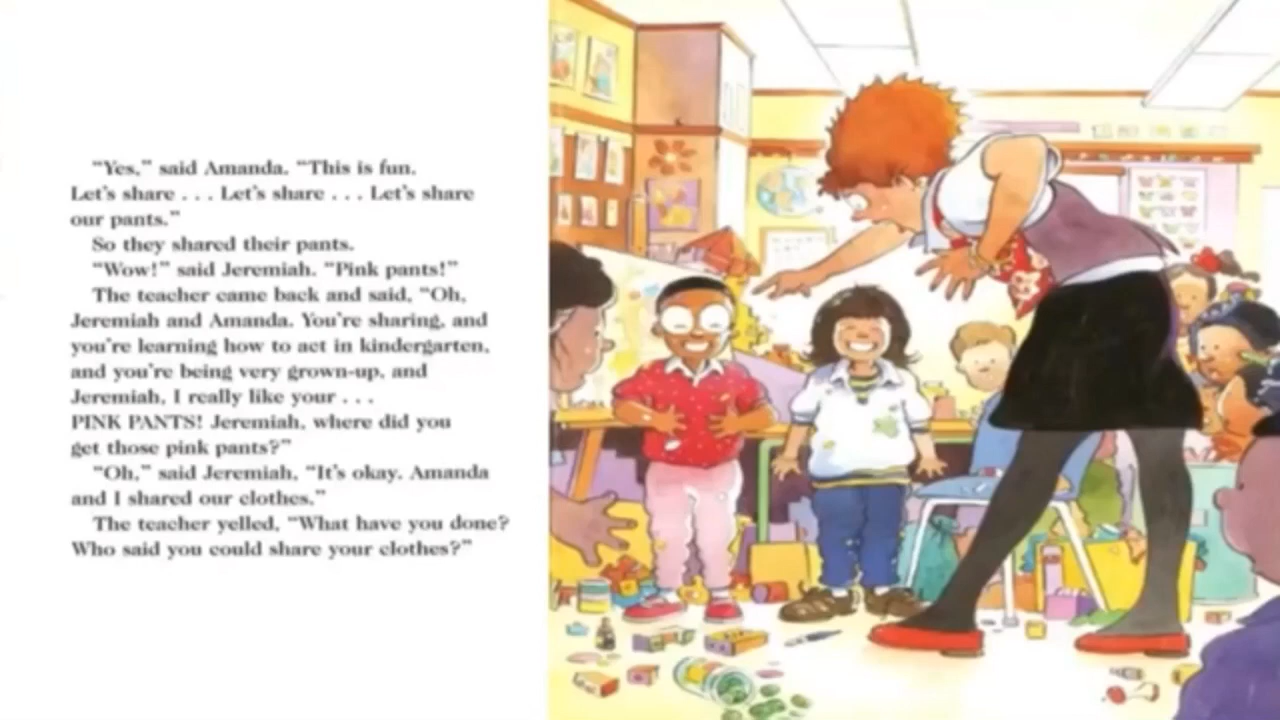 “Yes,” said Amanda. “This is fun.
Let’s share . . . Let’s share . . . Let’s share
our pants.”
So they shared their pants.
“Wow!” said Jeremiah. “Pink pants!”
The teacher came back and said, “Oh,
Jeremiah and Amanda. You’re sharing, and
you’re learning how to act in kindergarten,
and you’re being very grown-up, and
Jeremiah, I really like your . . .
PINK PANTS! Jeremiah, where did you
get those pink pants?”
“Oh,” said Jeremiah, “It’s okay. Amanda
and I shared our clothes.”
The teacher yelled, “What have you done?
Who said you could share your clothes?”